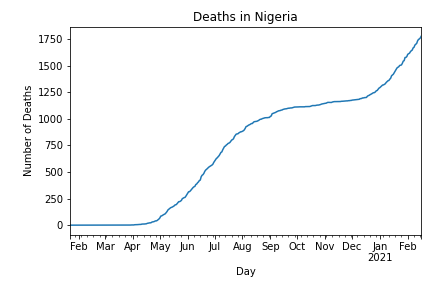 Deaths in Nigeria
Number of Deaths
1750
1500
1250
1000
750
500
250
0
Feb Mar Apr May Jun Jul Aug Sep Oct Nov Dec Jan Feb
2021
Day